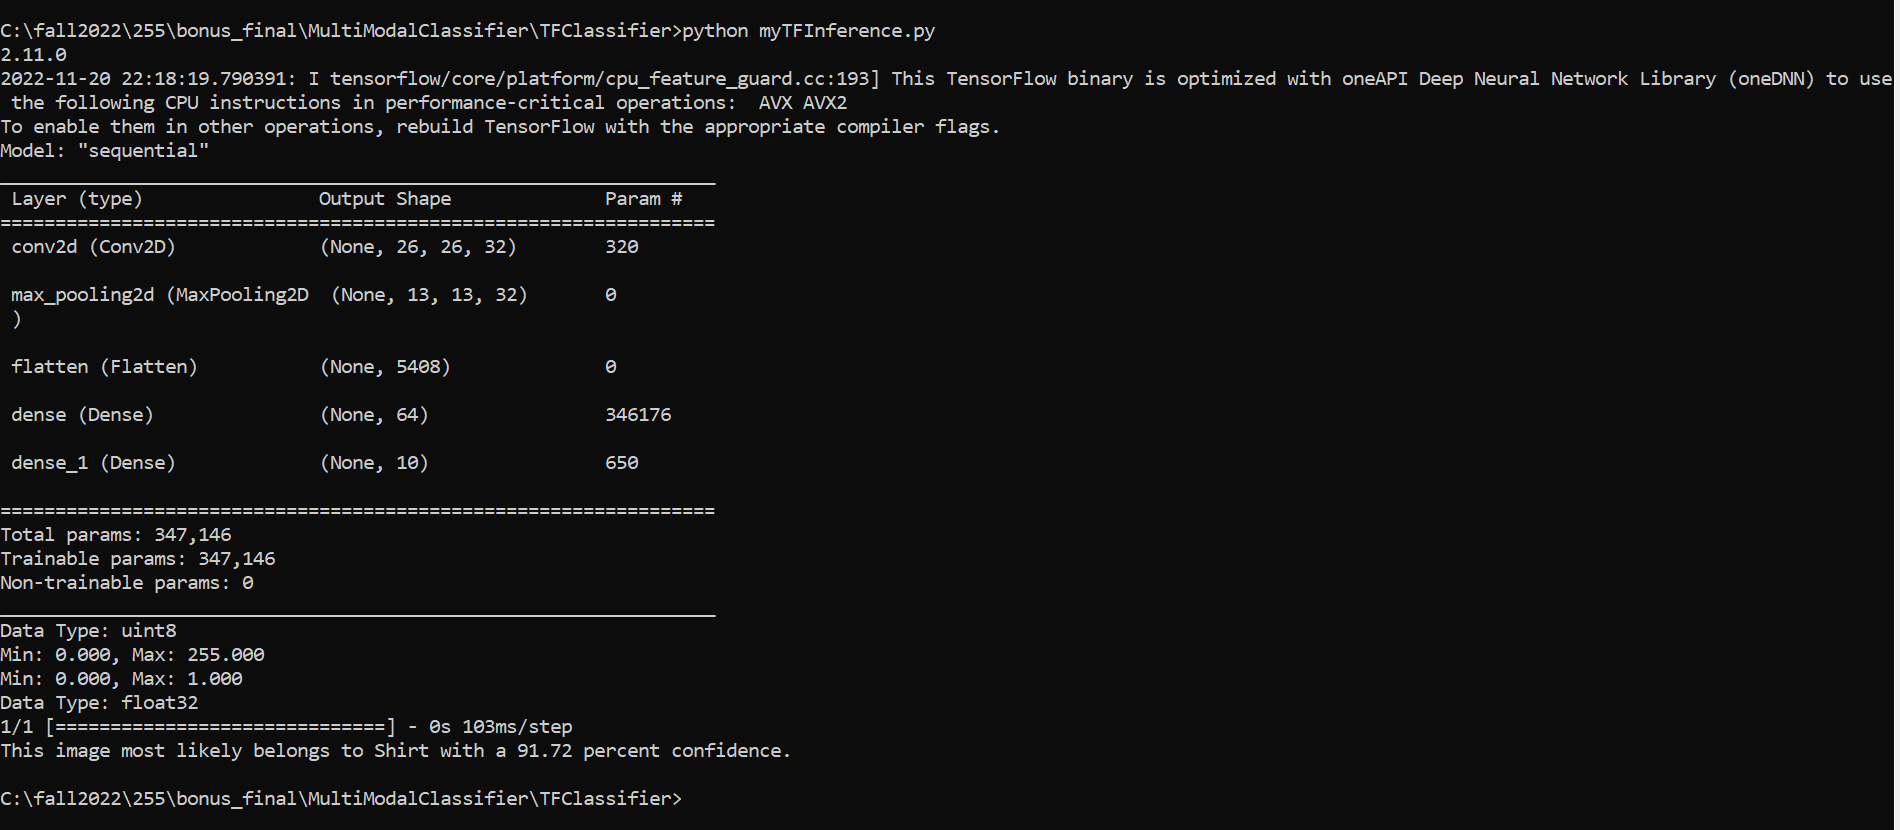 C:\fall2022\255\bonus_final\MultiModalClassifier\TFClassifier>python myTFInference.py
2.11.0
2022-11-20 22:18:19.790391: I tensorflow/core/platform/cpu_feature_guard.cc:193] This TensorFlow binary is optimized with oneAPI Deep Neural Network Library (oneDNN) to use
 the following CPU instructions in performance-critical operations:  AVX AVX2
To enable them in other operations, rebuild TensorFlow with the appropriate compiler flags.
Model: "sequential"
_________________________________________________________________
 Layer (type)                Output Shape              Param #
=================================================================
 conv2d (Conv2D)             (None, 26, 26, 32)        320
 max_pooling2d (MaxPooling2D  (None, 13, 13, 32)       0
 )
 flatten (Flatten)           (None, 5408)              0
 dense (Dense)               (None, 64)                346176
 dense_1 (Dense)             (None, 10)                650
=================================================================
Total params: 347,146
Trainable params: 347,146
Non-trainable params: 0
_________________________________________________________________
Data Type: uint8
Min: 0.000, Max: 255.000
Min: 0.000, Max: 1.000
Data Type: float32
1/1 [==============================] - 0s 103ms/step
This image most likely belongs to Shirt with a 91.72 percent confidence.
C:\fall2022\255\bonus_final\MultiModalClassifier\TFClassifier>